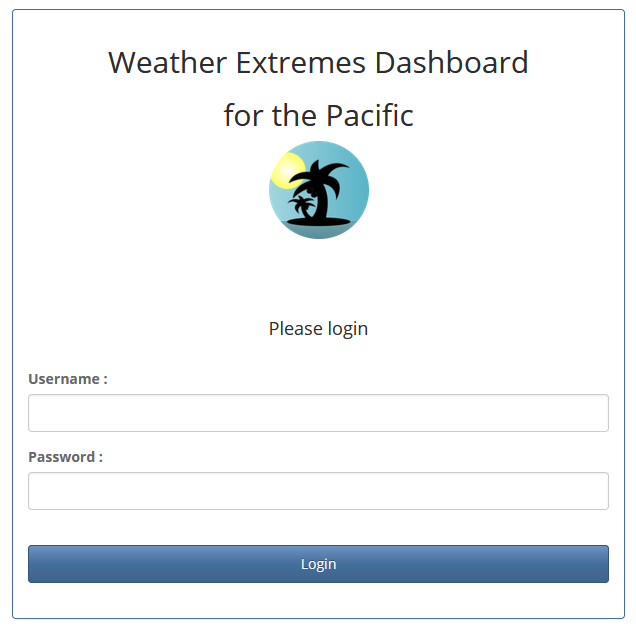 Weather Extremes Dashboard
for the Pacific
Please login
Username :
Password :
Login